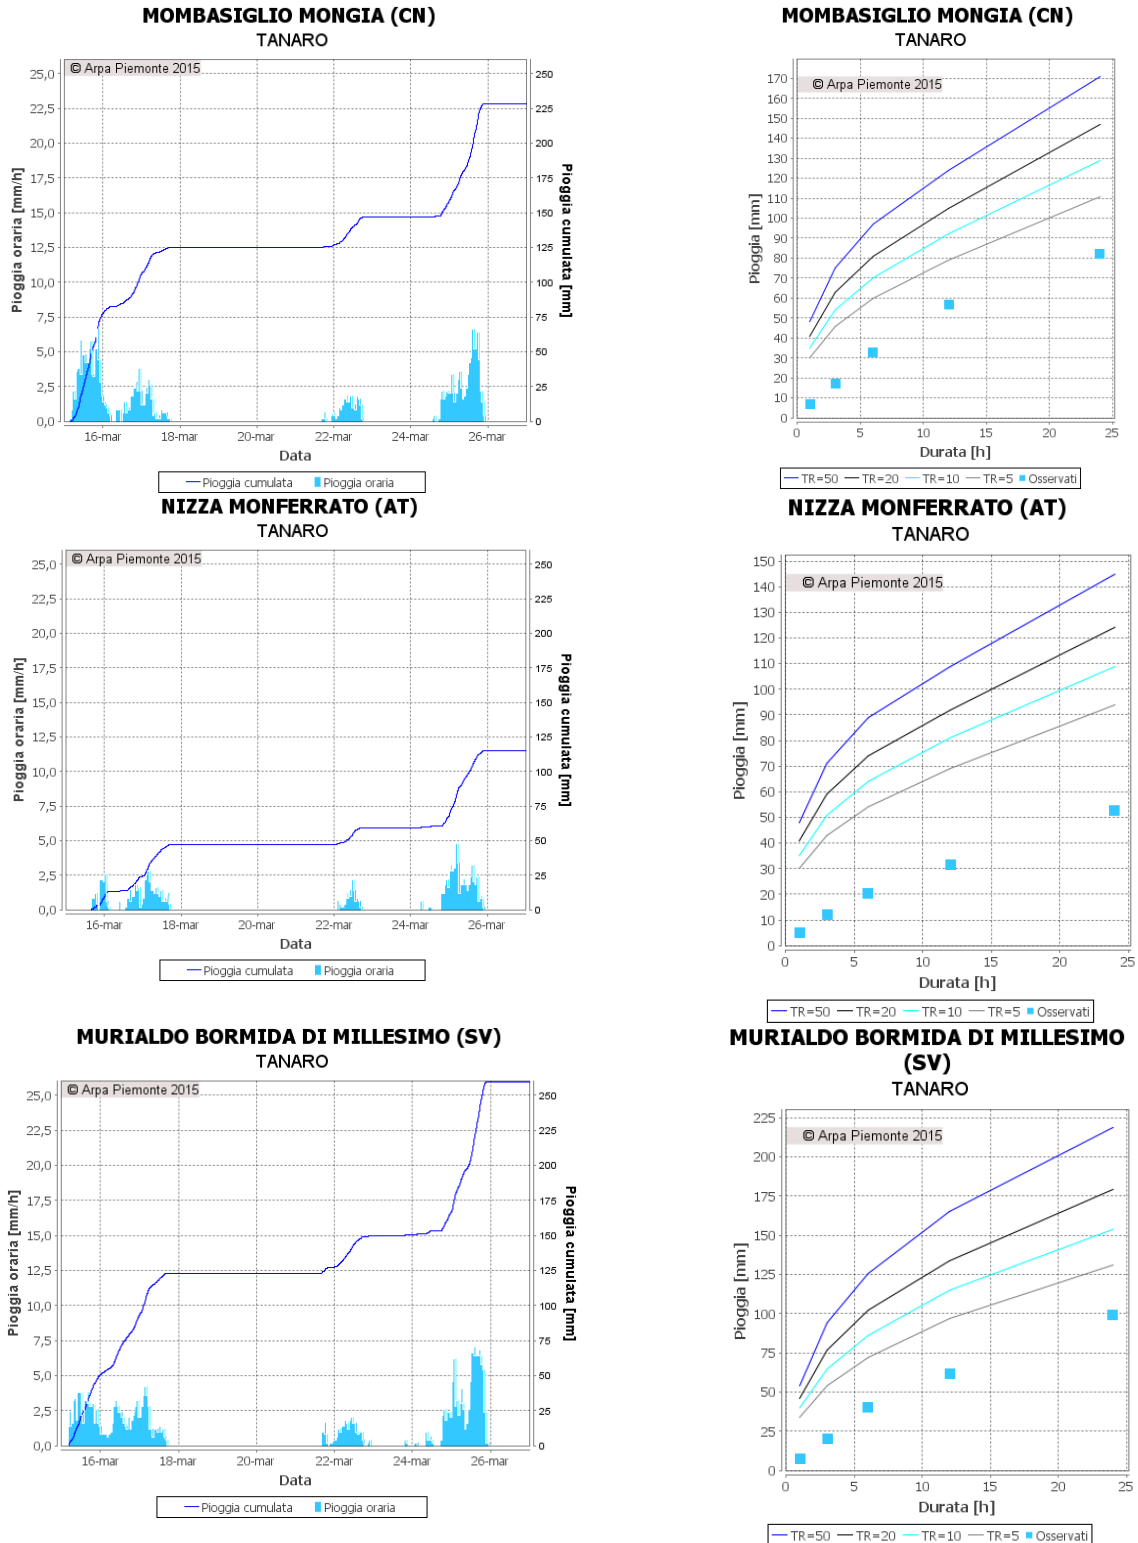 MOMBASIGLIO MONGIA (CN)
TANARO
© Arpa Piemonte 2015
Pioggia oraria [mm/h]
25,0
22,5
20,0
17,5
15,0
12,5
10,0
7,5
5,0
2,5
0,0
250
225
200
175
150
125
100
75
50
25
0
Pioggia cumulata [mm]
16-mar 18-mar 20-mar 22-mar 24-mar 26-mar
Data
Pioggia cumulata Pioggia oraria
MOMBASIGLIO MONGIA (CN)
TANARO
© Arpa Piemonte 2015
Pioggia [mm]
170
160
150
140
130
120
110
100
90
80
70
60
50
40
30
20
10
0
0 5 10 15 20 25
Durata [h]
TR=50 TR=20 TR=10 TR=5 Osservati
NIZZA MONFERRATO (AT)
TANARO
© Arpa Piemonte 2015
Pioggia oraria [mm/h]
25,0
22,5
20,0
17,5
15,0
12,5
10,0
7,5
5,0
2,5
0,0
250
225
200
175
150
125
100
75
50
25
0
Pioggia cumulata [mm]
16-mar 18-mar 20-mar 22-mar 24-mar 26-mar
Data
Pioggia cumulata Pioggia oraria
NIZZA MONFERRATO (AT)
TANARO
© Arpa Piemonte 2015
Pioggia [mm]
150
140
130
120
110
100
90
80
70
60
50
40
30
20
10
0
0 5 10 15 20 25
Durata [h]
TR=50 TR=20 TR=10 TR=5 Osservati
MURIALDO BORMIDA DI MILLESIMO (SV)
TANARO
© Arpa Piemonte 2015
Pioggia oraria [mm/h]
25,0
22,5
20,0
17,5
15,0
12,5
10,0
7,5
5,0
2,5
0,0
250
225
200
175
150
125
100
75
50
25
0
Pioggia cumulata [mm]
16-mar 18-mar 20-mar 22-mar 24-mar 26-mar
Data
Pioggia cumulata Pioggia oraria
MURIALDO BORMIDA DI MILLESIMO
(SV)
TANARO
© Arpa Piemonte 2015
Pioggia [mm]
225
200
175
150
125
100
75
50
25
0
0 5 10 15 20 25
Durata [h]
TR=50 TR=20 TR=10 TR=5 Osservati